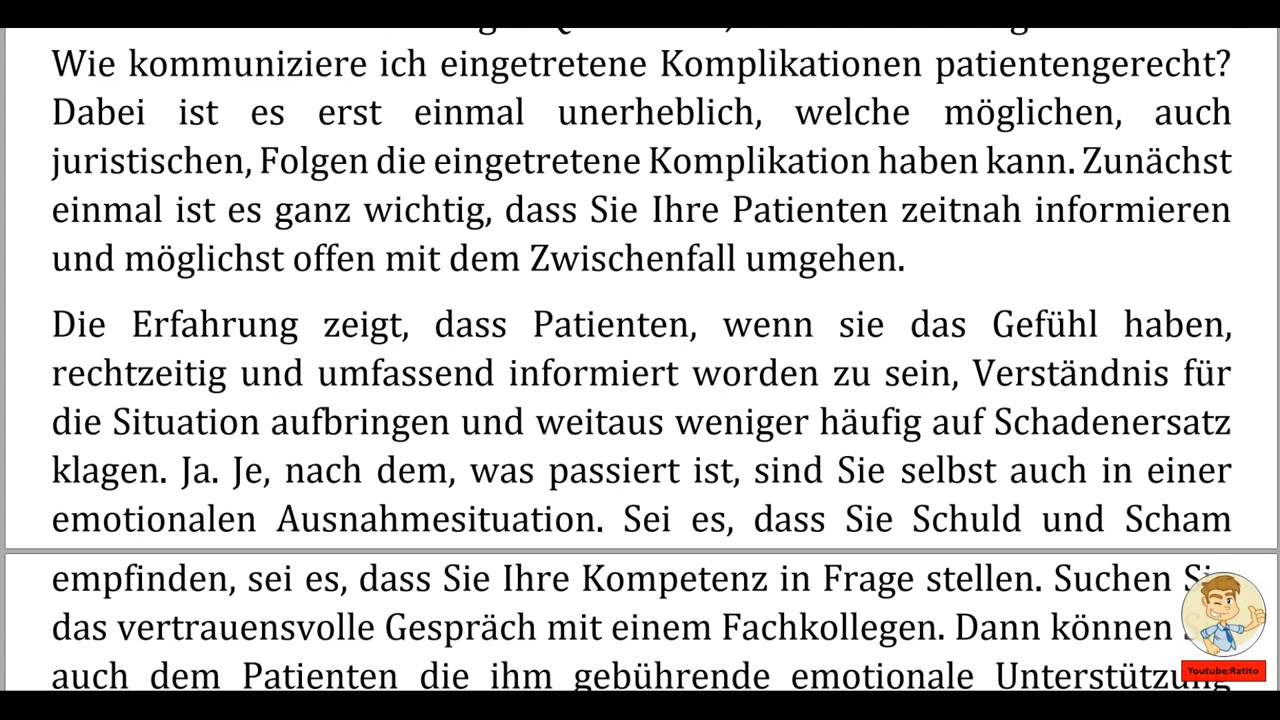 Wie kommuniziere ich eingetretene Komplikationen patientengerecht?
Dabei ist es erst einmal unerheblich, welche möglichen, auch
juristischen, Folgen die eingetretene Komplikation haben kann. Zunächst
einmal ist es ganz wichtig, dass Sie Ihre Patienten zeitnah informieren
und möglichst offen mit dem Zwischenfall umgehen.
Die Erfahrung zeigt, dass Patienten, wenn sie das Gefühl haben,
rechtzeitig und umfassend informiert worden zu sein, Verständnis für
die Situation aufbringen und weitaus weniger häufig auf Schadenersatz
klagen. Ja. Je, nach dem, was passiert ist, sind Sie selbst auch in einer
emotionalen Ausnahmesituation. Sei es, dass Sie Schuld und Scham
empfinden, sei es, dass Sie Ihre Kompetenz in Frage stellen. Suchen
das vertrauensvolle Gespräch mit einem Fachkollegen. Dann können
auch dem Patienten die ihm gebührende emotionale Unterstützung
Youtube:Ratito